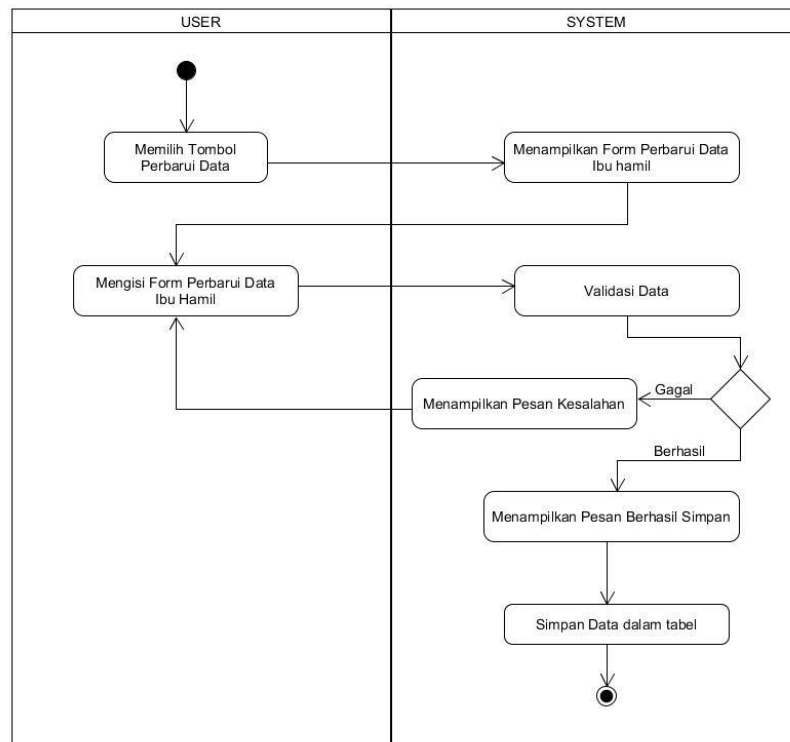 USER
SYSTEM
Memilih Tombol
Perbarui Data
Menampilkan Form Perbarui Data
Ibu hamil
Mengisi Form Perbarui Data
Ibu Hamil
Validasi Data
Gagal
Menampilkan Pesan Kesalahan
Berhasil
Menampilkan Pesan Berhasil Simpan
Simpan Data dalam tabel